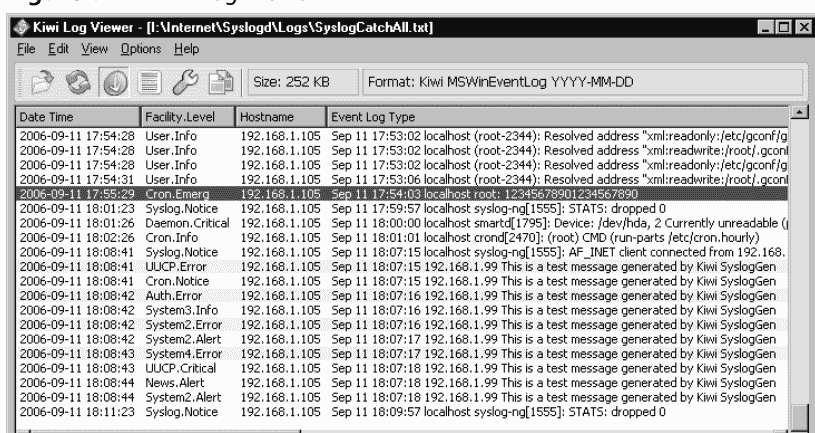 Kiwi Log Viewer - [I:\Internet\Syslogd\Logs\SyslogCatchAll.txt]
File Edit View Options Help
Size: 252 KB Format: Kiwi MSWinEventLog YYYY-MM-DD
Date Time Facility.Level Hostname Event Log Type
2006-09-11 17:54:28 User.Info 192.168.1.105 Sep 11 17:53:02 localhost (root-2344): Resolved address "xml:readonly:/etc/gconf/g
2006-09-11 17:54:28 User.Info 192.168.1.105 Sep 11 17:53:02 localhost (root-2344): Resolved address "xml:readwrite:/root/.gconf
2006-09-11 17:54:28 User.Info 192.168.1.105 Sep 11 17:53:02 localhost (root-2344): Resolved address "xml:readonly:/etc/gconf/g
2006-09-11 17:54:31 User.Info 192.168.1.105 Sep 11 17:53:06 localhost (root-2344): Resolved address "xml:readwrite:/root/.gconf
2006-09-11 17:55:29 Cron.Emerg 192.168.1.105 Sep 11 17:54:03 localhost root: 12345678901234567890
2006-09-11 18:01:23 Syslog.Notice 192.168.1.105 Sep 11 17:59:57 localhost syslog-ng[1555]: STATS: dropped 0
2006-09-11 18:01:26 Daemon.Critical 192.168.1.105 Sep 11 18:00:00 localhost smartd[1795]: Device: /dev/hda, 2 Currently unreadable (
2006-09-11 18:02:26 Cron.Info 192.168.1.105 Sep 11 18:01:01 localhost crond[2470]: (root) CMD (run-parts /etc/cron.hourly)
2006-09-11 18:08:41 Syslog.Notice 192.168.1.105 Sep 11 18:07:15 localhost syslog-ng[1555]: AF_INET client connected from 192.168.
2006-09-11 18:08:41 UUCP.Error 192.168.1.105 Sep 11 18:07:15 192.168.1.99 This is a test message generated by Kiwi SyslogGen
2006-09-11 18:08:41 Cron.Notice 192.168.1.105 Sep 11 18:07:15 192.168.1.99 This is a test message generated by Kiwi SyslogGen
2006-09-11 18:08:42 Auth.Error 192.168.1.105 Sep 11 18:07:16 192.168.1.99 This is a test message generated by Kiwi SyslogGen
2006-09-11 18:08:42 System3.Info 192.168.1.105 Sep 11 18:07:16 192.168.1.99 This is a test message generated by Kiwi SyslogGen
2006-09-11 18:08:42 System2.Error 192.168.1.105 Sep 11 18:07:16 192.168.1.99 This is a test message generated by Kiwi SyslogGen
2006-09-11 18:08:42 System2.Alert 192.168.1.105 Sep 11 18:07:17 192.168.1.99 This is a test message generated by Kiwi SyslogGen
2006-09-11 18:08:43 System4.Error 192.168.1.105 Sep 11 18:07:17 192.168.1.99 This is a test message generated by Kiwi SyslogGen
2006-09-11 18:08:43 UUCP.Critical 192.168.1.105 Sep 11 18:07:18 192.168.1.99 This is a test message generated by Kiwi SyslogGen
2006-09-11 18:08:44 News.Alert 192.168.1.105 Sep 11 18:07:18 192.168.1.99 This is a test message generated by Kiwi SyslogGen
2006-09-11 18:08:44 System2.Alert 192.168.1.105 Sep 11 18:07:18 192.168.1.99 This is a test message generated by Kiwi SyslogGen
2006-09-11 18:11:23 Syslog.Notice 192.168.1.105 Sep 11 18:09:57 localhost syslog-ng[1555]: STATS: dropped 0